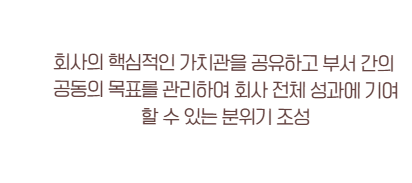 회사의 핵심적인 가치관을 공유하고 부서 간의
공동의 목표를 관리하여 회사 전체 성과에 기여
할 수 있는 분위기 조성